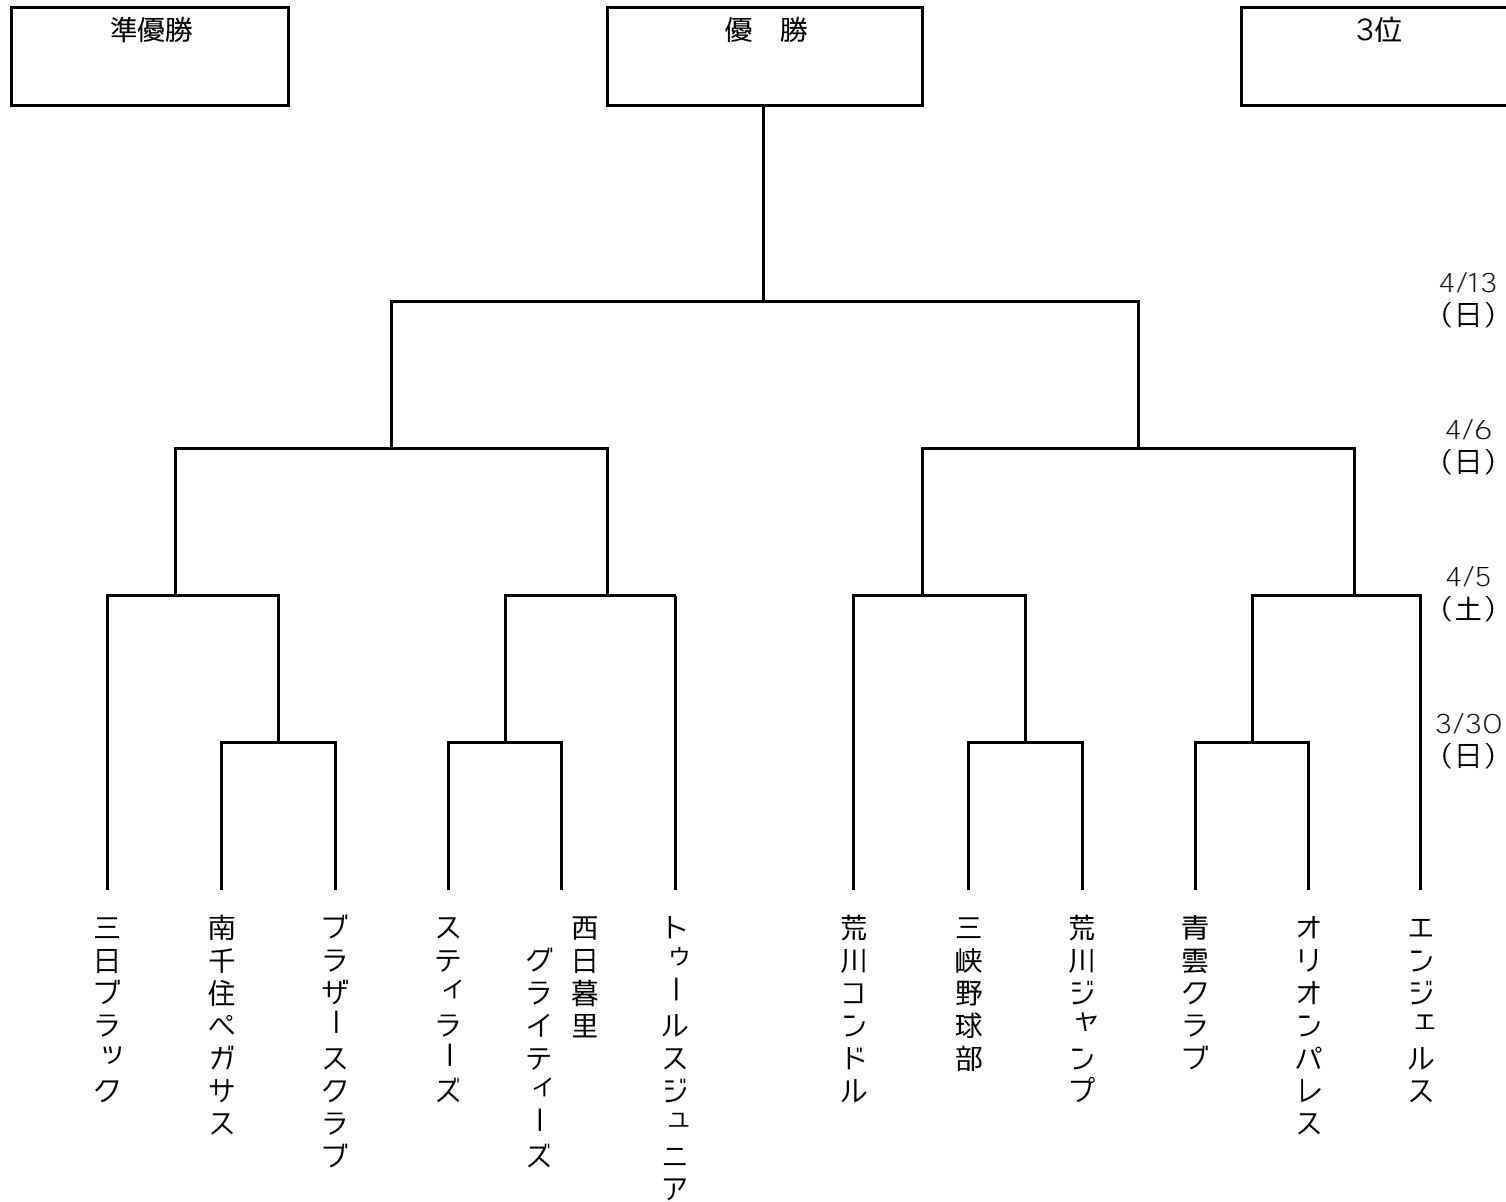 準優勝
優　勝
3位
4/13
（日）
4/6
（日）
4/5
（土）
3/30
（日）
三日ブラック
南千住ペガサス
ブラザースクラブ
スティラーズ
西日暮里
グライティーズ
トゥールスジュニア
荒川コンドル
三峡野球部
荒川ジャンプ
青雲クラブ
オリオンパレス
エンジェルス